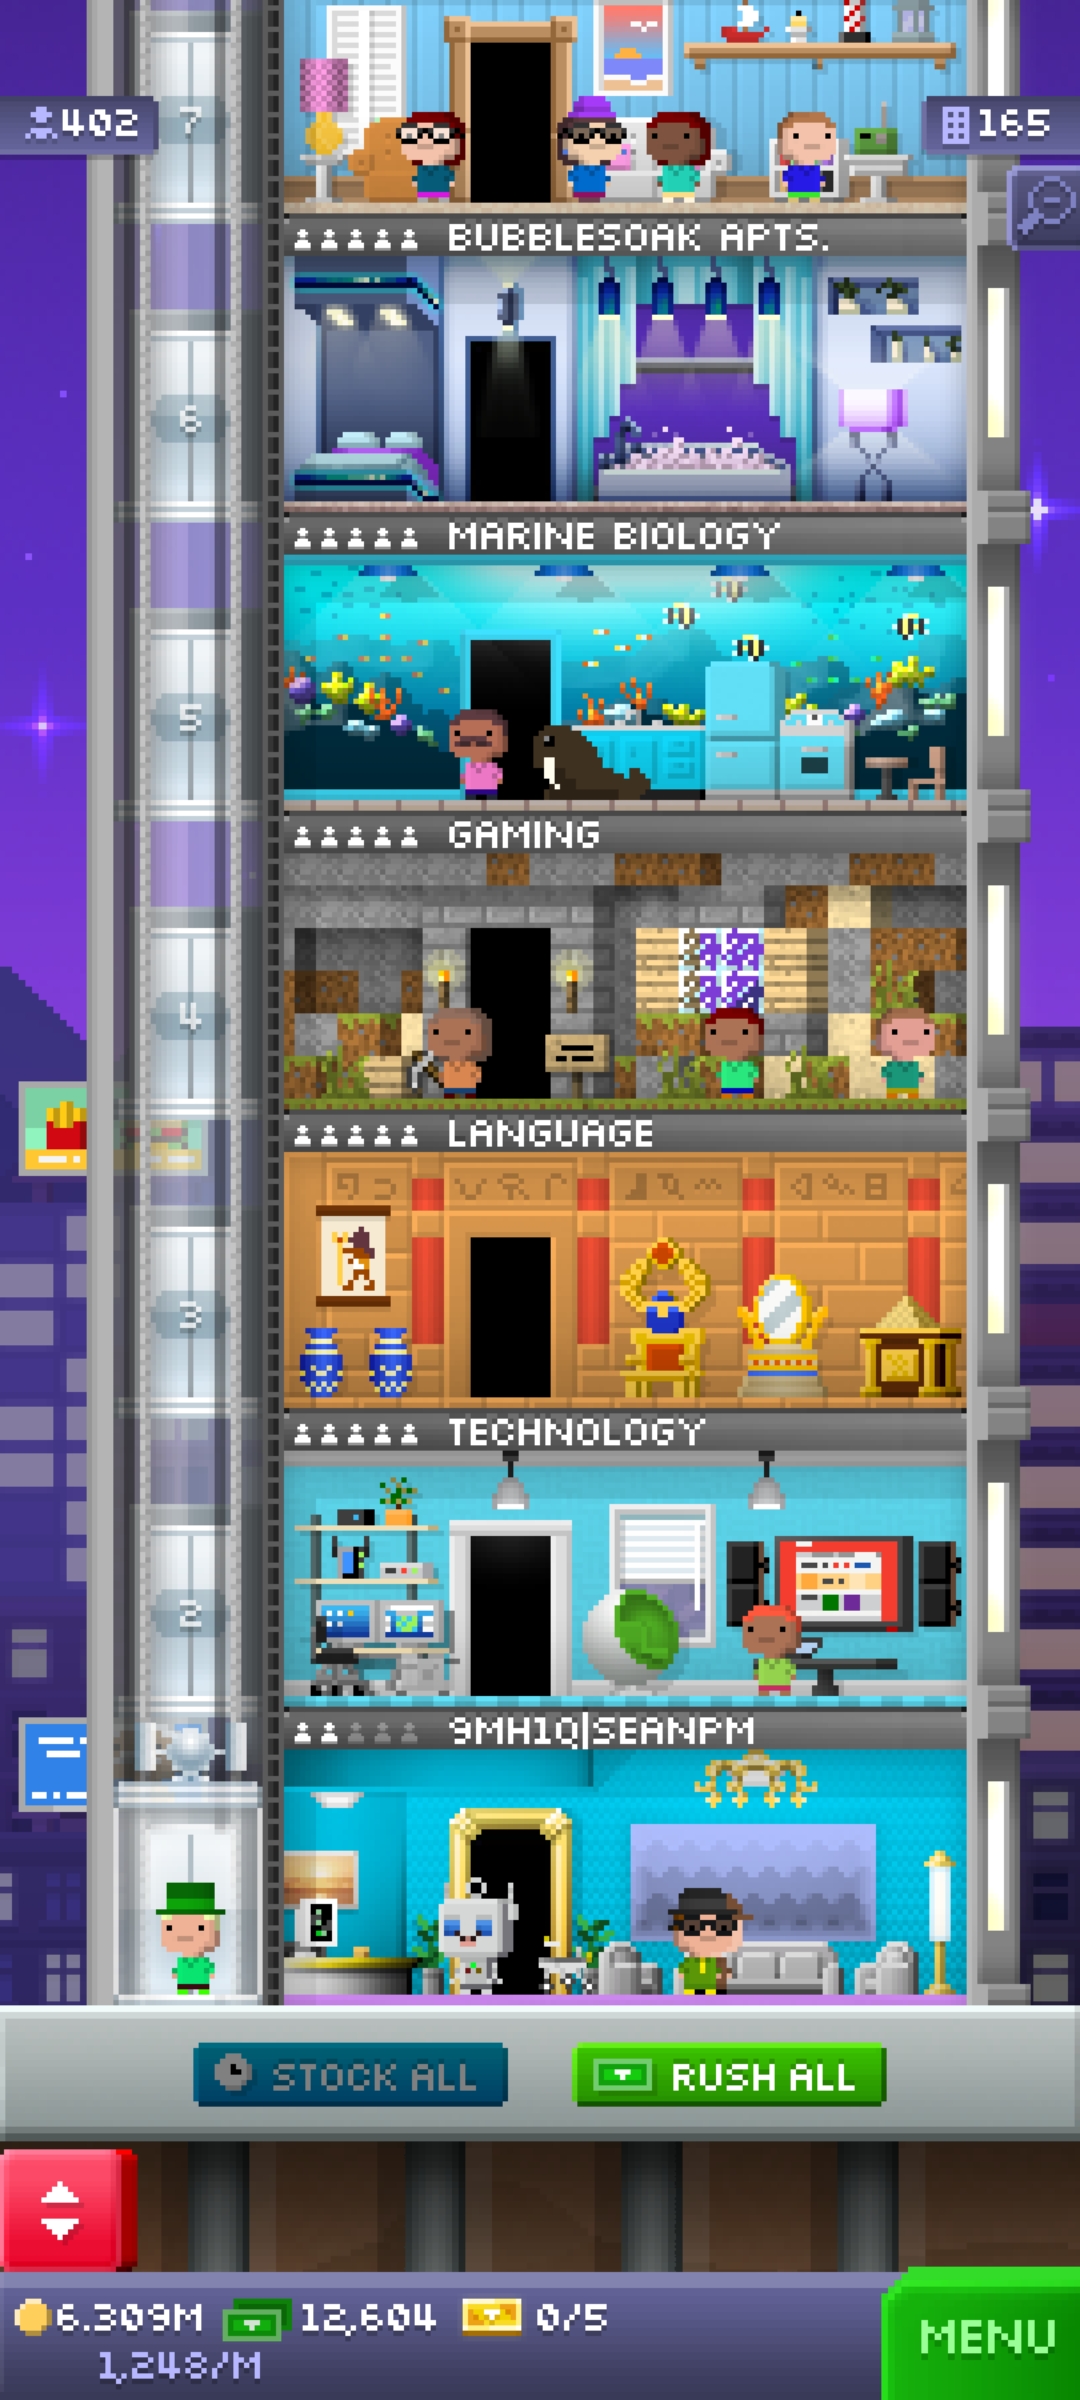 402
7
165
BUBBLESOAK APTS.
6
MARINE BIOLOGY
5
GAMING
4
LANGUAGE
3
TECHNOLOGY
2
9MH1Q|SEANPM
STOCK ALL
RUSH ALL
6.309M
12,604
0/5
MENU
1,248/M